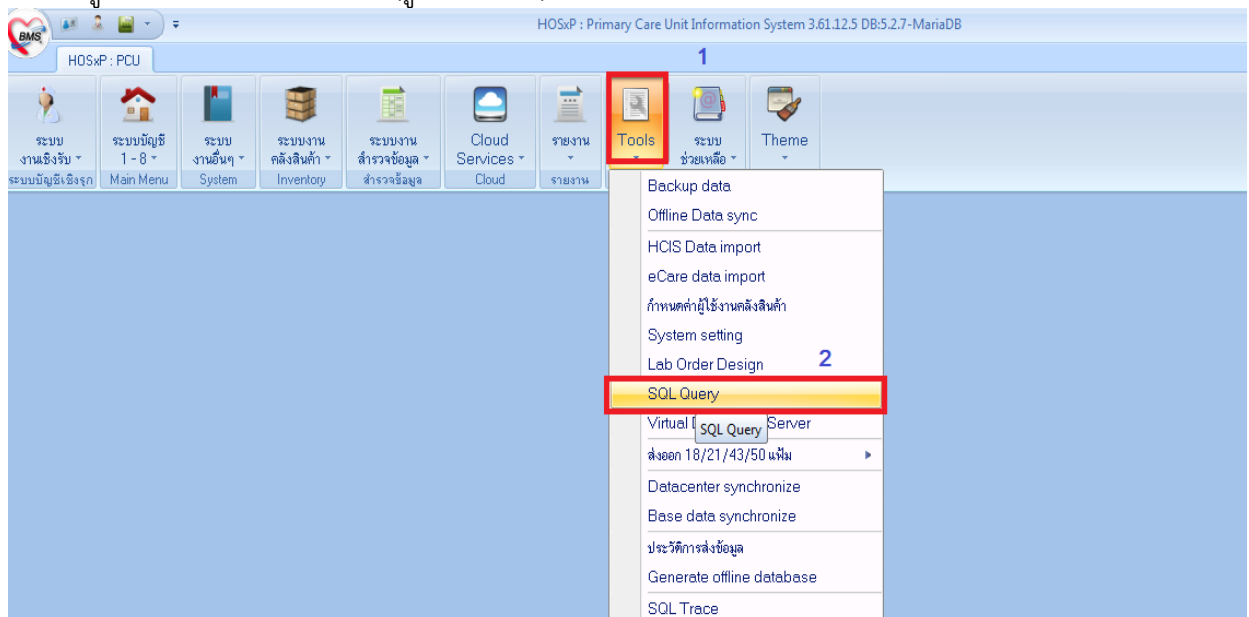 BMS
HOSxP : Primary Care Unit Information System 3.61.12.5 DB:5.2.7-MariaDB
HOSxP : PCU
1
ระบบ
งานเชิงรับ
ระบบบัญชี
1 - 8
ระบบ
งานอื่นๆ
ระบบงาน
คลังสินค้า
ระบบงาน
สำรวจข้อมูล
Cloud
Services
รายงาน
Tools
ระบบ
ช่วยเหลือ
Theme
ระบบบัญชีเชิงรุก
Main Menu
System
Inventory
สำรวจข้อมูล
Cloud
รายงาน
Backup data
Offline Data sync
HCIS Data import
eCare data import
กำหนดค่าผู้ใช้งานคลังสินค้า
System setting
Lab Order Design
2
SQL Query
Virtual
SQL Query
Server
ส่งออก 18/21/43/50 แฟ้ม
Datacenter synchronize
Base data synchronize
ประวัติการส่งข้อมูล
Generate offline database
SQL Trace